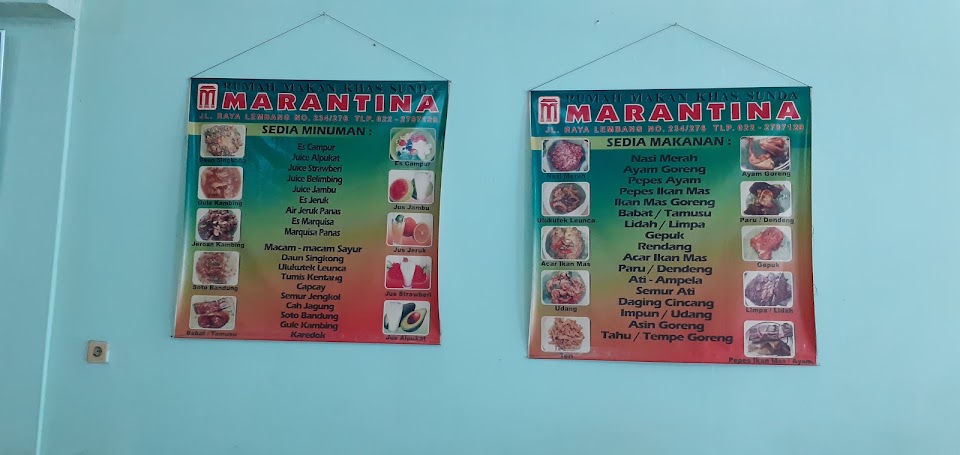 RUMAH MAKAN KHAS SUNDA
MARANTINA
JL. RAYA LEMBANG NO. 234/276 TLP. 022 - 2787129
SEDIA MINUMAN :
Es Campur
Juice Alpukat
Juice Strawberi
Juice Belimbing
Juice Jambu
Es Jeruk
Air Jeruk Panas
Es Marquisa
Marquisa Panas
Macam - macam Sayur
Daun Singkong
Ulukutek Leunca
Tumis Kentang
Capcay
Semur Jengkol
Cah Jagung
Soto Bandung
Gule Kambing
Karedok
Daun Singkong
Gule Kambing
Jeroan Kambing
Soto Bandung
Babat / Tamusu
Es Campur
Jus Jambu
Jus Jeruk
Jus Strawberi
Jus Alpukat
RUMAH MAKAN KHAS SUNDA
MARANTINA
JL. RAYA LEMBANG NO. 234/276 TLP. 022 - 2787129
SEDIA MAKANAN :
Nasi Merah
Ayam Goreng
Pepes Ayam
Pepes Ikan Mas
Ikan Mas Goreng
Babat / Tamusu
Lidah / Limpa
Gepuk
Rendang
Acar Ikan Mas
Paru / Dendeng
Ati - Ampela
Semur Ati
Daging Cincang
Impun / Udang
Asin Goreng
Tahu / Tempe Goreng
Nasi Merah
Ulukutek Leunca
Acar Ikan Mas
Udang
Ayam Goreng
Paru / Dendeng
Gepuk
Limpa / Lidah
Pepes Ikan Mas - Ayam